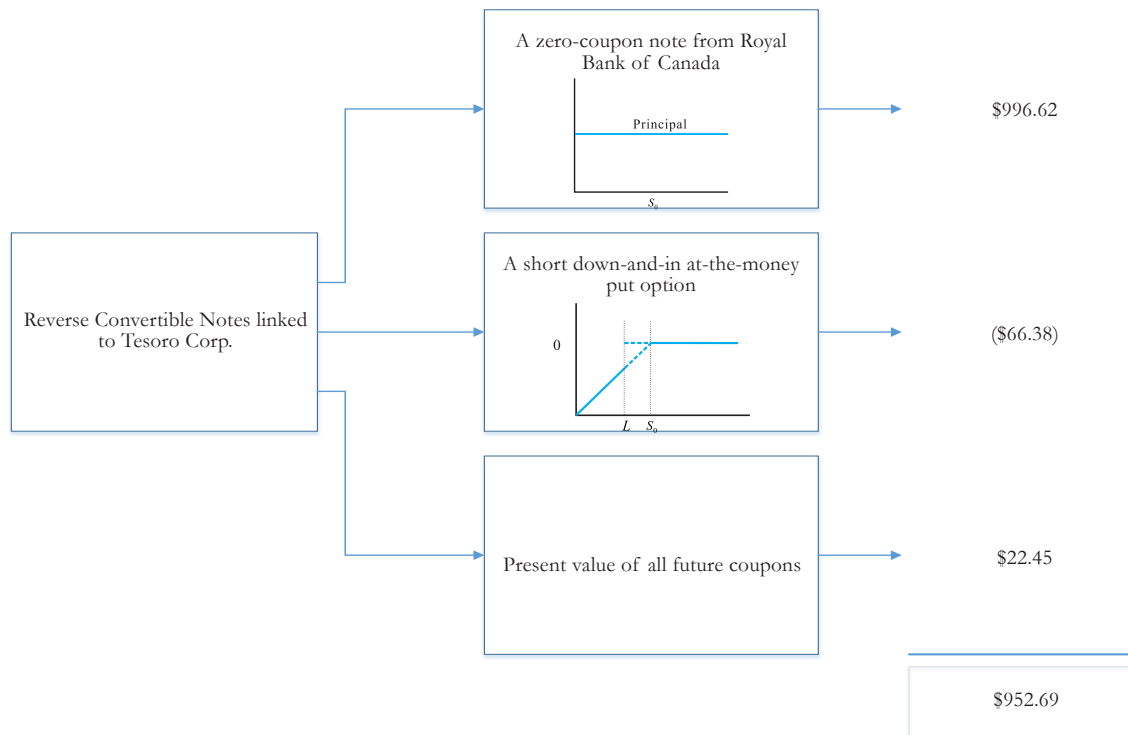 A zero-coupon note from Royal
Bank of Canada
Principal
S₀
$996.62
Reverse Convertible Notes linked
to Tesoro Corp.
A short down-and-in at-the-money
put option
0
L S₀
($66.38)
Present value of all future coupons
$22.45
$952.69